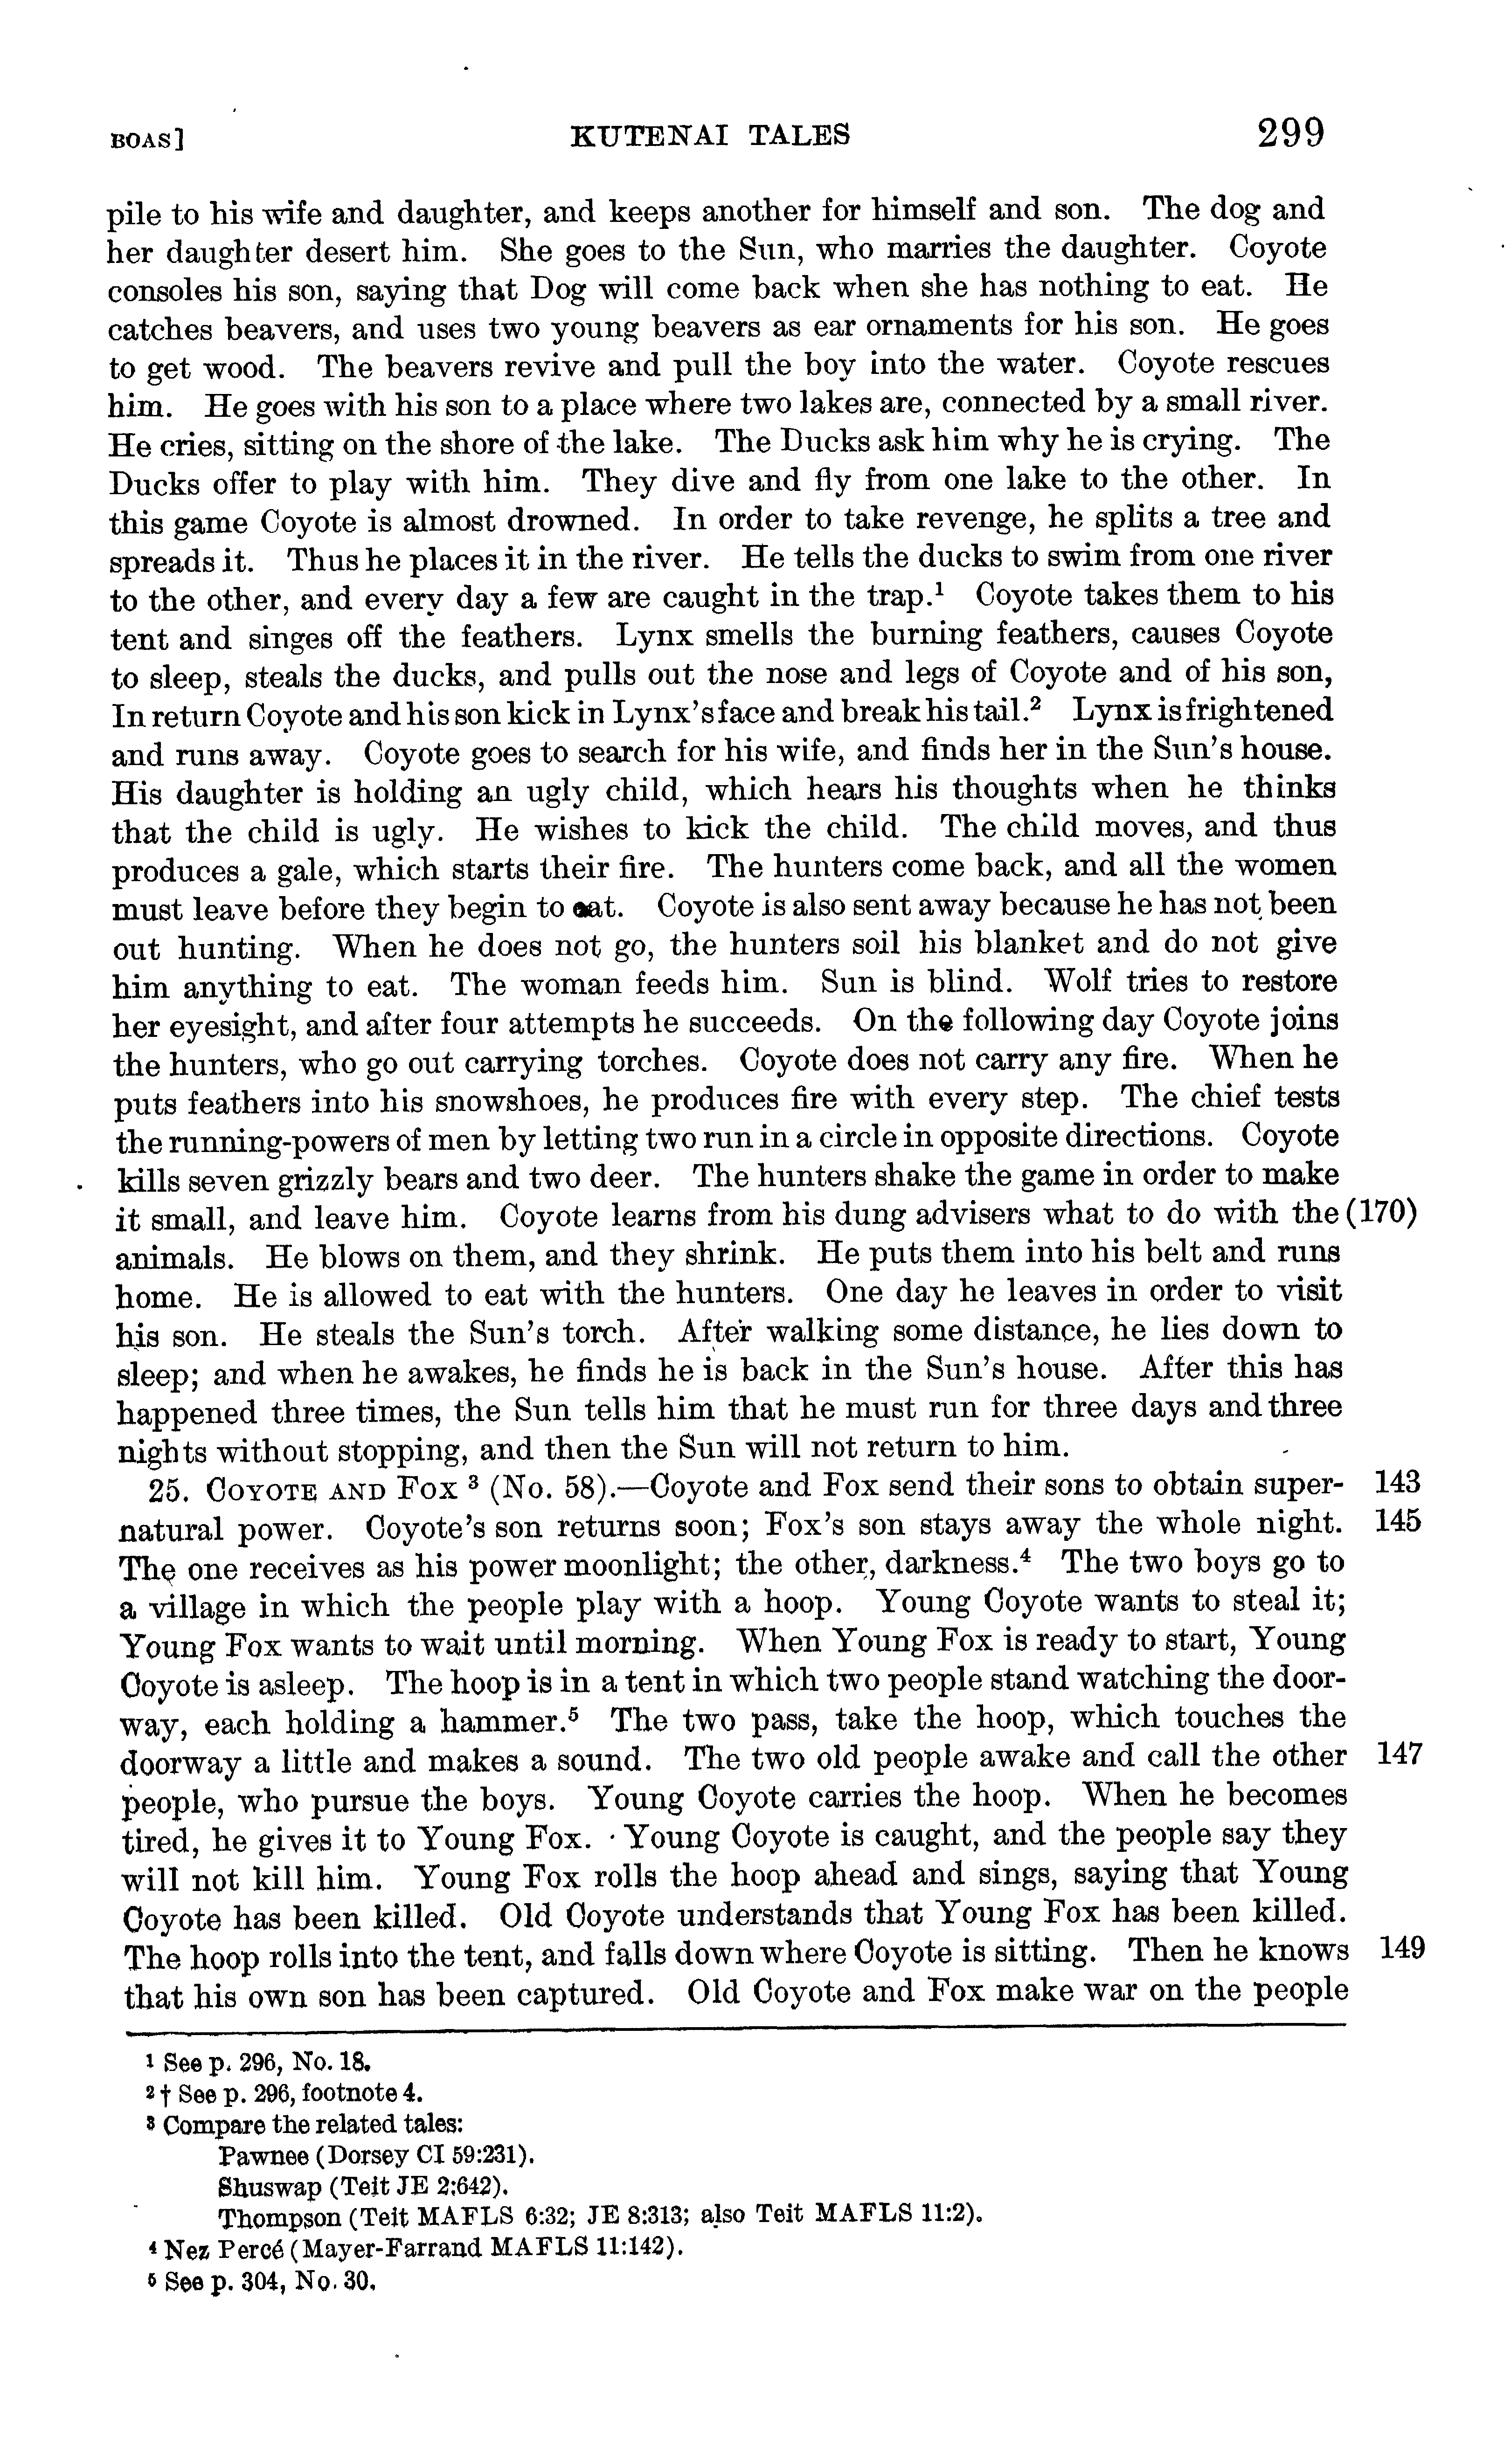 BOAS] KUTENAI TALES 299
pile to his wife and daughter, and keeps another for himself and son. The dog and
her daughter desert him. She goes to the Sun, who marries the daughter. Coyote
consoles his son, saying that Dog will come back when she has nothing to eat. He
catches beavers, and uses two young beavers as ear ornaments for his son. He goes
to get wood. The beavers revive and pull the boy into the water. Coyote rescues
him. He goes with his son to a place where two lakes are, connected by a small river.
He cries, sitting on the shore of the lake. The Ducks ask him why he is crying. The
Ducks offer to play with him. They dive and fly from one lake to the other. In
this game Coyote is almost drowned. In order to take revenge, he splits a tree and
spreads it. Thus he places it in the river. He tells the ducks to swim from one river
to the other, and every day a few are caught in the trap.¹ Coyote takes them to his
tent and singes off the feathers. Lynx smells the burning feathers, causes Coyote
to sleep, steals the ducks, and pulls out the nose and legs of Coyote and of his son,
In return Coyote and his son kick in Lynx's face and break his tail.² Lynx is frightened
and runs away. Coyote goes to search for his wife, and finds her in the Sun's house.
His daughter is holding an ugly child, which hears his thoughts when he thinks
that the child is ugly. He wishes to kick the child. The child moves, and thus
produces a gale, which starts their fire. The hunters come back, and all the women
must leave before they begin to eat. Coyote is also sent away because he has not been
out hunting. When he does not go, the hunters soil his blanket and do not give
him anything to eat. The woman feeds him. Sun is blind. Wolf tries to restore
her eyesight, and after four attempts he succeeds. On the following day Coyote joins
the hunters, who go out carrying torches. Coyote does not carry any fire. When he
puts feathers into his snowshoes, he produces fire with every step. The chief tests
the running-powers of men by letting two run in a circle in opposite directions. Coyote
kills seven grizzly bears and two deer. The hunters shake the game in order to make
it small, and leave him. Coyote learns from his dung advisers what to do with the (170)
animals. He blows on them, and they shrink. He puts them into his belt and runs
home. He is allowed to eat with the hunters. One day he leaves in order to visit
his son. He steals the Sun's torch. After walking some distance, he lies down to
sleep; and when he awakes, he finds he is back in the Sun's house. After this has
happened three times, the Sun tells him that he must run for three days and three
nights without stopping, and then the Sun will not return to him.
25. COYOTE AND FOX ³ (No. 58).—Coyote and Fox send their sons to obtain super- 143
natural power. Coyote's son returns soon; Fox's son stays away the whole night. 145
The one receives as his power moonlight; the other, darkness.⁴ The two boys go to
a village in which the people play with a hoop. Young Coyote wants to steal it;
Young Fox wants to wait until morning. When Young Fox is ready to start, Young
Coyote is asleep. The hoop is in a tent in which two people stand watching the door-
way, each holding a hammer.⁵ The two pass, take the hoop, which touches the
doorway a little and makes a sound. The two old people awake and call the other 147
people, who pursue the boys. Young Coyote carries the hoop. When he becomes
tired, he gives it to Young Fox. Young Coyote is caught, and the people say they
will not kill him. Young Fox rolls the hoop ahead and sings, saying that Young
Coyote has been killed. Old Coyote understands that Young Fox has been killed.
The hoop rolls into the tent, and falls down where Coyote is sitting. Then he knows 149
that his own son has been captured. Old Coyote and Fox make war on the people
¹ See p. 296, No. 18.
² † See p. 296, footnote 4.
³ Compare the related tales:
Pawnee (Dorsey CI 59:231).
Shuswap (Teit JE 2:642).
Thompson (Teit MAFLS 6:32; JE 8:313; also Teit MAFLS 11:2).
⁴ Nez Percé (Mayer-Farrand MAFLS 11:142).
⁵ See p. 304, No. 30.